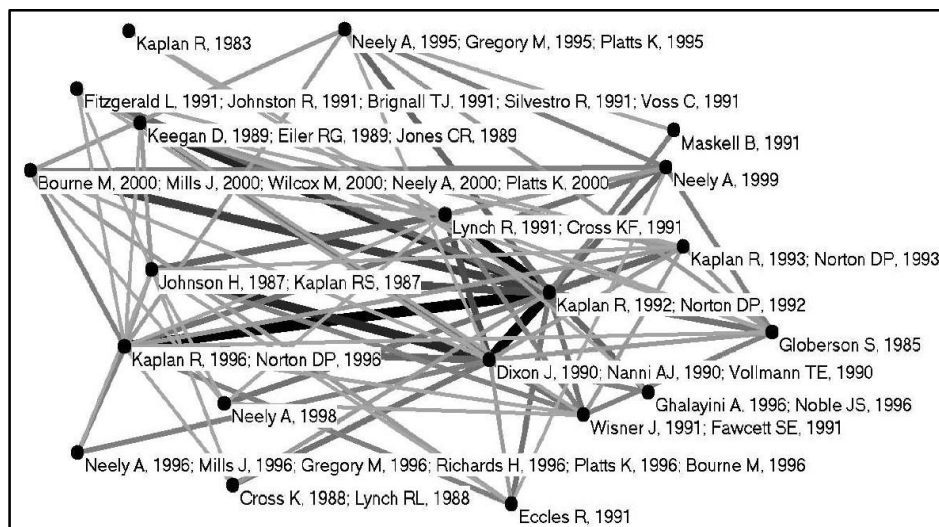 Kaplan R, 1983
Neely A, 1995; Gregory M, 1995; Platts K, 1995
Fitzgerald L, 1991; Johnston R, 1991; Brignall TJ, 1991; Silvestro R, 1991; Voss C, 1991
Keegan D, 1989; Eiler RG, 1989; Jones CR, 1989
Maskell B, 1991
Neely A, 1999
Bourne M, 2000; Mills J, 2000; Wilcox M, 2000; Neely A, 2000; Platts K, 2000
Lynch R, 1991; Cross KF, 1991
Kaplan R, 1993; Norton DP, 1993
Johnson H, 1987; Kaplan RS, 1987
Kaplan R, 1992; Norton DP, 1992
Globerson S, 1985
Kaplan R, 1996; Norton DP, 1996
Dixon J, 1990; Nanni AJ, 1990; Vollmann TE, 1990
Ghalayini A, 1996; Noble JS, 1996
Neely A, 1998
Wisner J, 1991; Fawcett SE, 1991
Neely A, 1996; Mills J, 1996; Gregory M, 1996; Richards H, 1996; Platts K, 1996; Bourne M, 1996
Cross K, 1988; Lynch RL, 1988
Eccles R, 1991